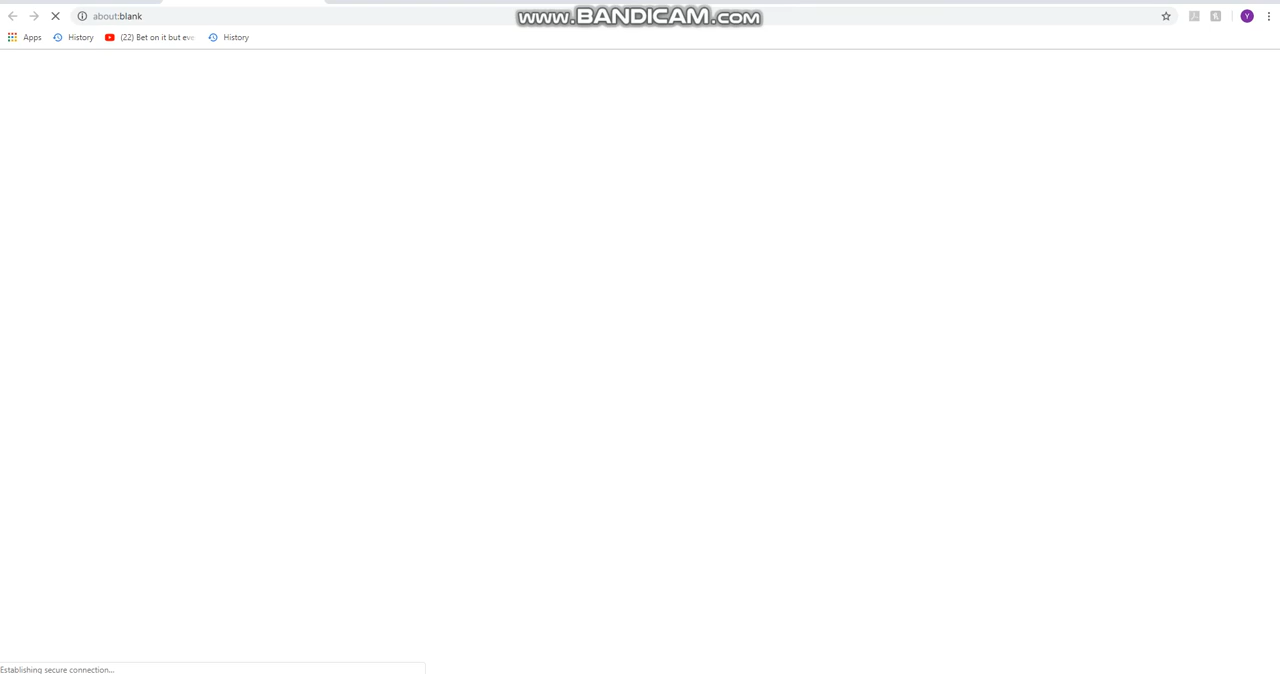 about:blank
www.BANDICAM.com
Y
Apps
History
(22) Bet on it but eve
History
Establishing secure connection...